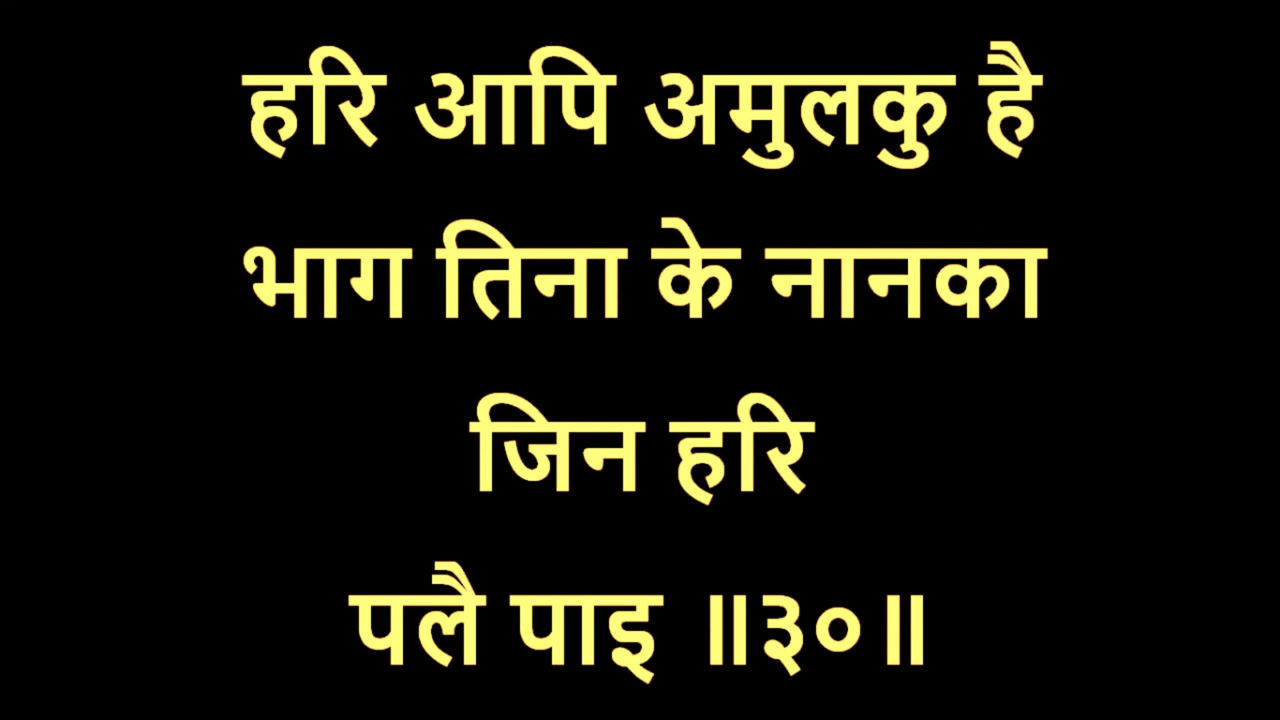 हरि आपि अमुलकु है
भाग तिना के नानका
जिन हरि
पलै पाइ ॥३०॥